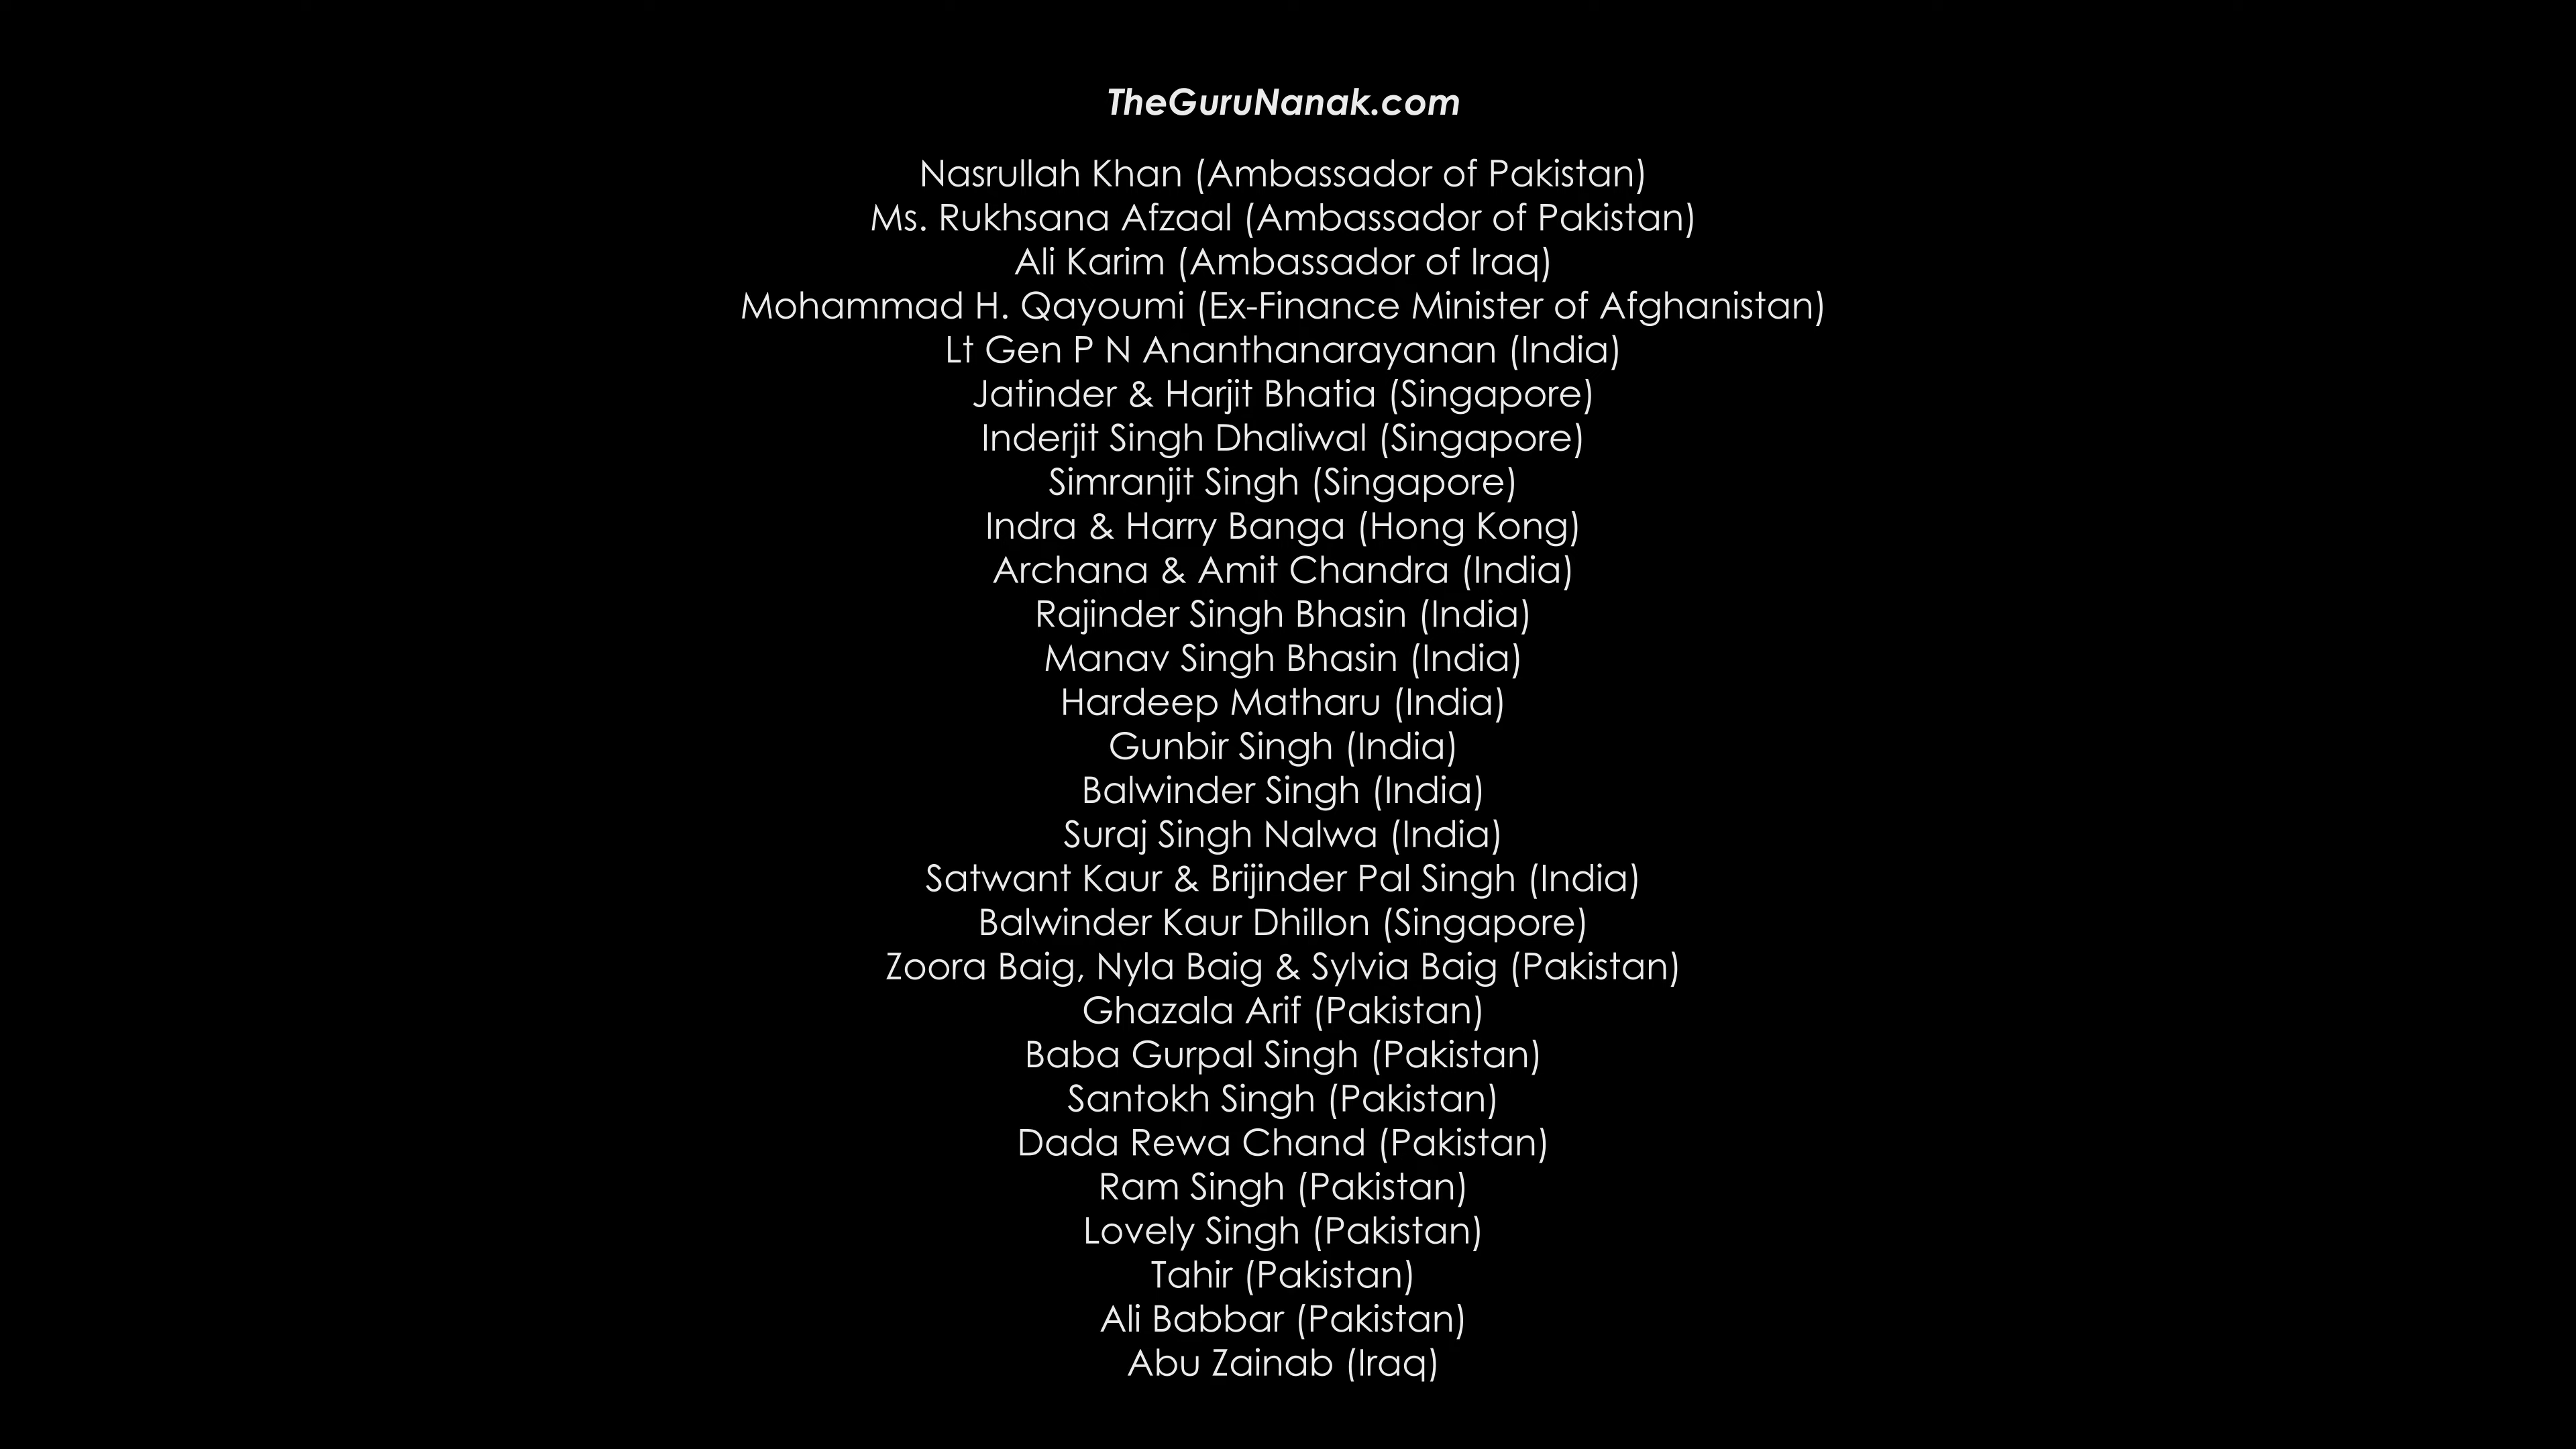 TheGuruNanak.com
Nasrullah Khan (Ambassador of Pakistan)
Ms. Rukhsana Afzaal (Ambassador of Pakistan)
Ali Karim (Ambassador of Iraq)
Mohammad H. Qayoumi (Ex-Finance Minister of Afghanistan)
Lt Gen P N Ananthanarayanan (India)
Jatinder & Harjit Bhatia (Singapore)
Inderjit Singh Dhaliwal (Singapore)
Simranjit Singh (Singapore)
Indra & Harry Banga (Hong Kong)
Archana & Amit Chandra (India)
Rajinder Singh Bhasin (India)
Manav Singh Bhasin (India)
Hardeep Matharu (India)
Gunbir Singh (India)
Balwinder Singh (India)
Suraj Singh Nalwa (India)
Satwant Kaur & Brijinder Pal Singh (India)
Balwinder Kaur Dhillon (Singapore)
Zoora Baig, Nyla Baig & Sylvia Baig (Pakistan)
Ghazala Arif (Pakistan)
Baba Gurpal Singh (Pakistan)
Santokh Singh (Pakistan)
Dada Rewa Chand (Pakistan)
Ram Singh (Pakistan)
Lovely Singh (Pakistan)
Tahir (Pakistan)
Ali Babbar (Pakistan)
Abu Zainab (Iraq)